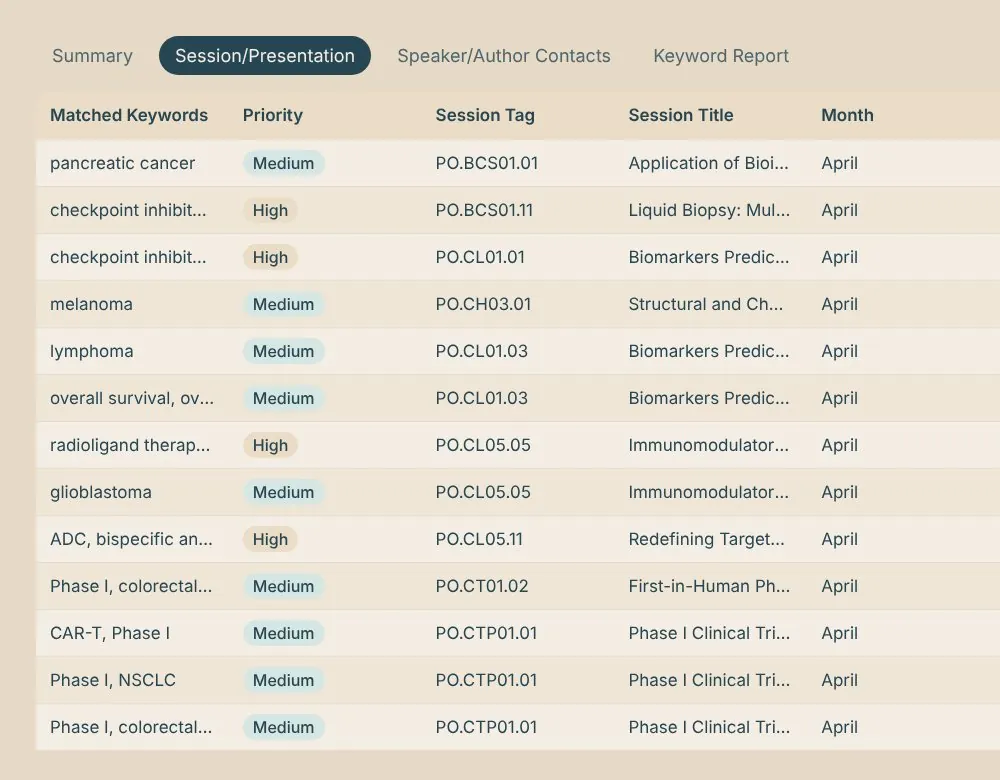 Summary Session/Presentation Speaker/Author Contacts Keyword Report
Matched Keywords Priority Session Tag Session Title Month
pancreatic cancer Medium PO.BCS01.01 Application of Bioi... April
checkpoint inhibit... High PO.BCS01.11 Liquid Biopsy: Mul... April
checkpoint inhibit... High PO.CL01.01 Biomarkers Predic... April
melanoma Medium PO.CH03.01 Structural and Ch... April
lymphoma Medium PO.CL01.03 Biomarkers Predic... April
overall survival, ov... Medium PO.CL01.03 Biomarkers Predic... April
radioligand therap... High PO.CL05.05 Immunomodulator... April
glioblastoma Medium PO.CL05.05 Immunomodulator... April
ADC, bispecific an... High PO.CL05.11 Redefining Target... April
Phase I, colorectal... Medium PO.CT01.02 First-in-Human Ph... April
CAR-T, Phase I Medium PO.CTP01.01 Phase I Clinical Tri... April
Phase I, NSCLC Medium PO.CTP01.01 Phase I Clinical Tri... April
Phase I, colorectal... Medium PO.CTP01.01 Phase I Clinical Tri... April